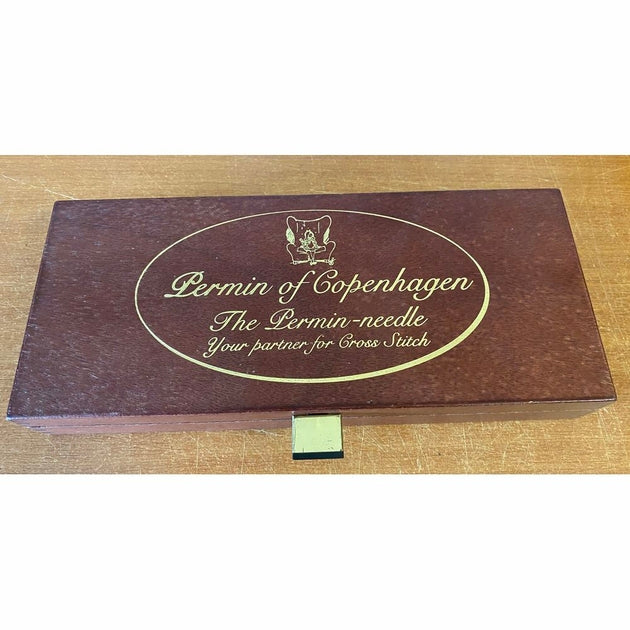 Permin of Copenhagen
The Permin-needle
Your partner for Cross Stitch